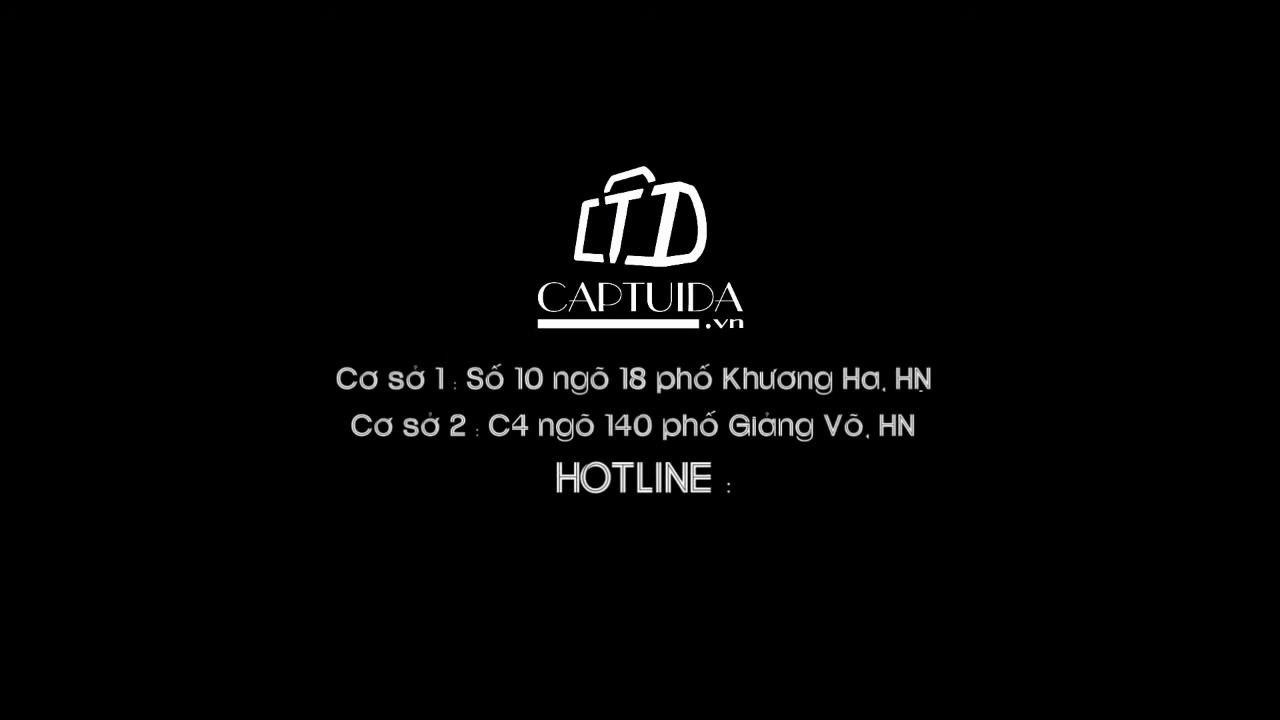 CTD
CAPTUIDA
.vn
Cơ sở 1 : Số 10 ngõ 18 phố Khương Hạ, HN
Cơ sở 2 : C4 ngõ 140 phố Giảng Võ, HN
HOTLINE :